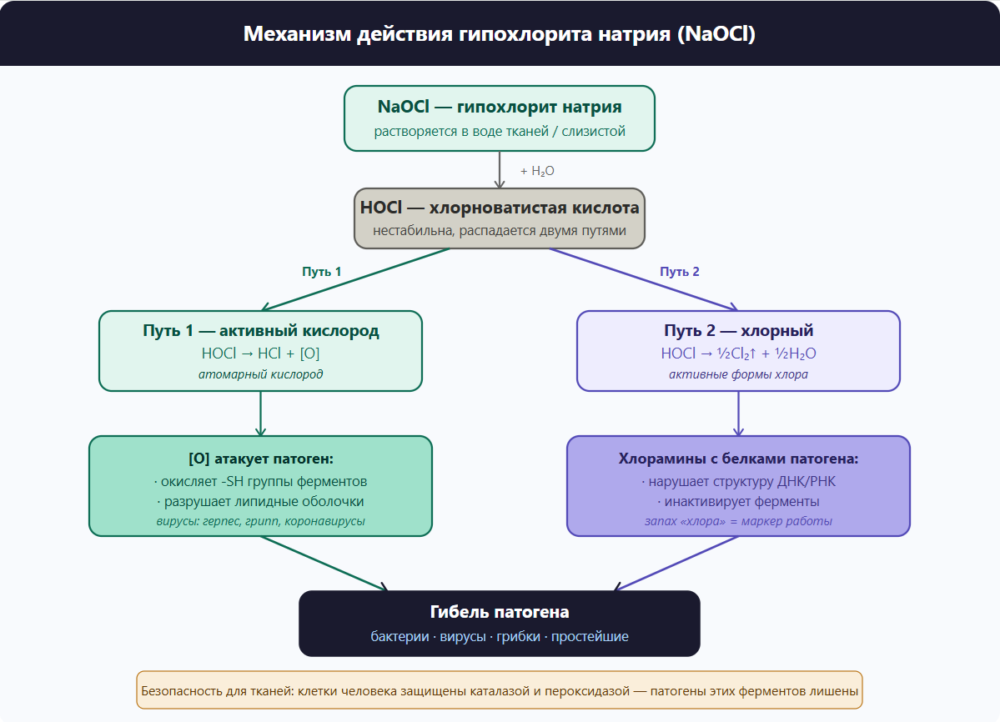 Механизм действия гипохлорита натрия (NaOCl)
NaOCl — гипохлорит натрия
растворяется в воде тканей / слизистой
+ H₂O
HOCl — хлорноватистая кислота
нестабильна, распадается двумя путями
Путь 1
Путь 2
Путь 1 — активный кислород
HOCl → HCl + [O]
атомарный кислород
Путь 2 — хлорный
HOCl → ½Cl₂↑ + ½H₂O
активные формы хлора
[O] атакует патоген:
· окисляет -SH группы ферментов
· разрушает липидные оболочки
вирусы: герпес, грипп, коронавирусы
Хлорамины с белками патогена:
· нарушает структуру ДНК/РНК
· инактивирует ферменты
запах «хлора» = маркер работы
Гибель патогена
бактерии · вирусы · грибки · простейшие
Безопасность для тканей: клетки человека защищены каталазой и пероксидазой — патогены этих ферментов лишены